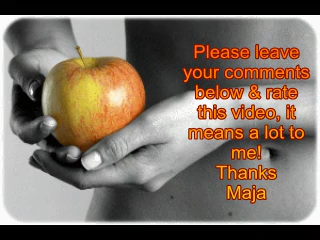 Please leave
your comments
below & rate
this video, it
means a lot to
me!
Thanks
Maja